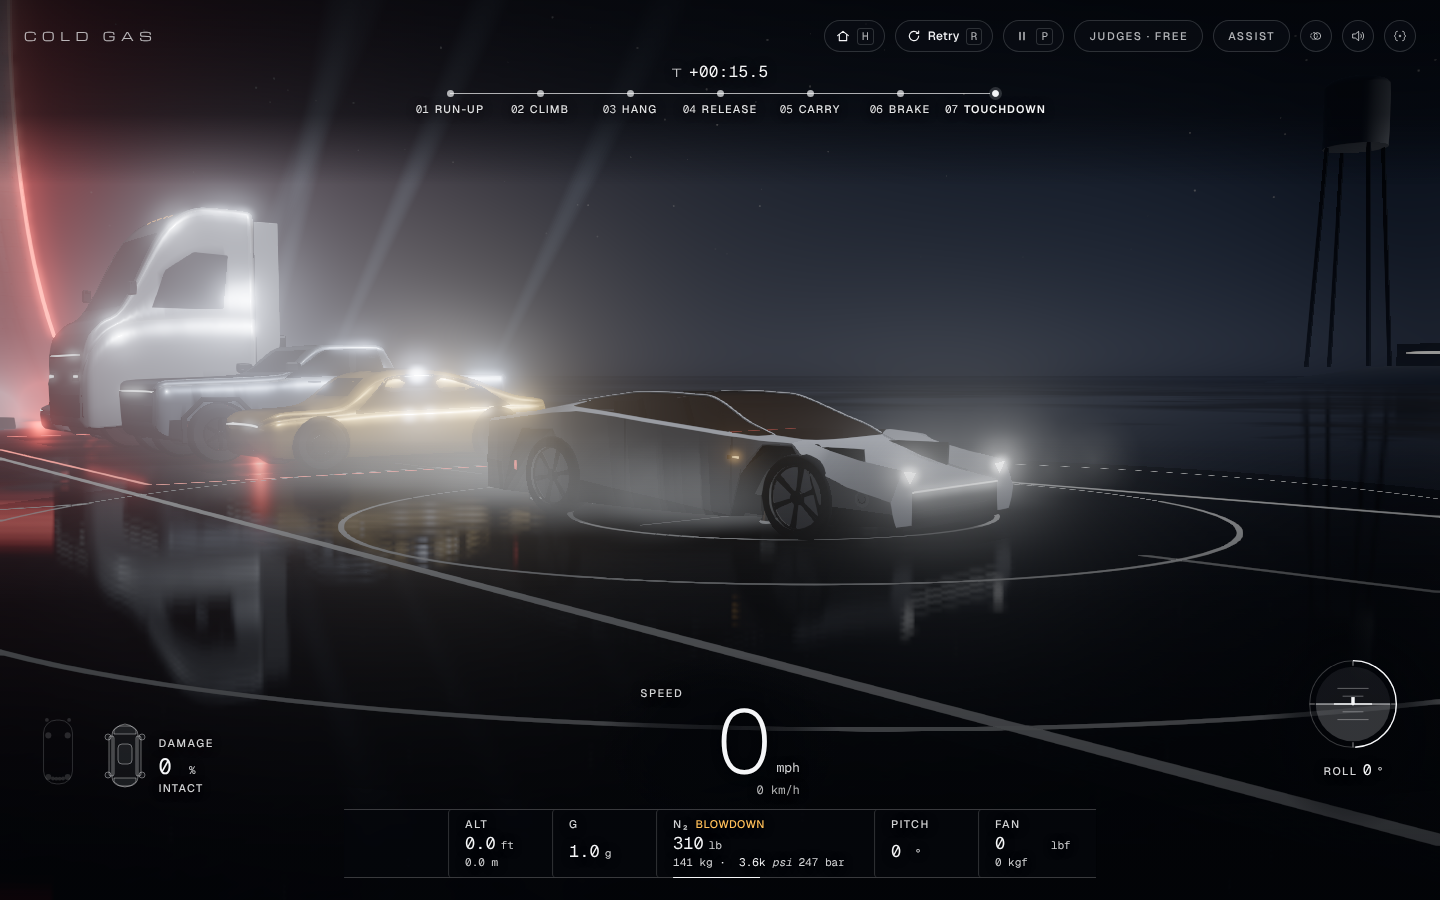 COLD GAS
H
Retry R
P
JUDGES · FREE
ASSIST
T +00:15.5
01 RUN-UP
02 CLIMB
03 HANG
04 RELEASE
05 CARRY
06 BRAKE
07 TOUCHDOWN
SPEED
0 mph
0 km/h
DAMAGE
0 %
INTACT
ROLL 0 °
ALT
0.0 ft
0.0 m
G
1.0 g
N₂ BLOWDOWN
310 lb
141 kg · 3.6k psi 247 bar
PITCH
0 °
FAN
0 lbf
0 kgf